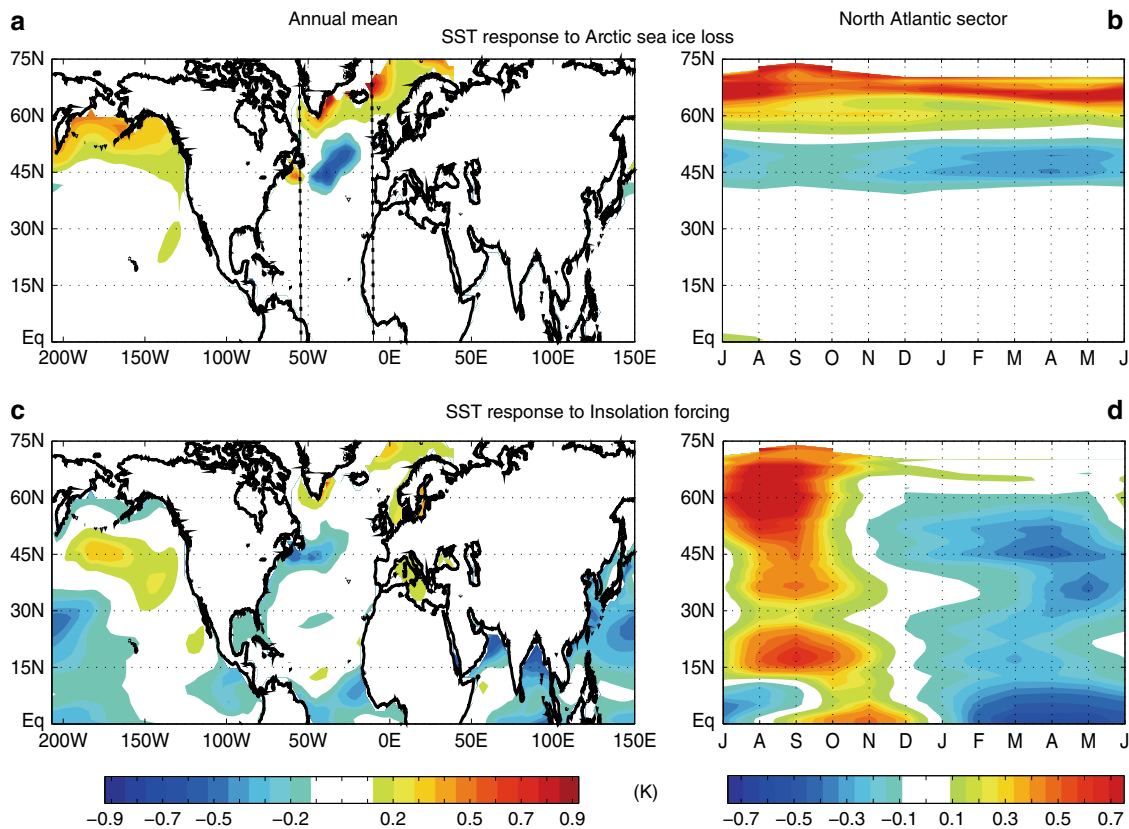 a Annual mean North Atlantic sector b
SST response to Arctic sea ice loss
75N 75N
60N 60N
45N 45N
30N 30N
15N 15N
Eq Eq
200W 150W 100W 50W 0E 50E 100E 150E J A S O N D J F M A M J
c SST response to Insolation forcing d
75N 75N
60N 60N
45N 45N
30N 30N
15N 15N
Eq Eq
200W 150W 100W 50W 0E 50E 100E 150E J A S O N D J F M A M J
−0.9 −0.7 −0.5 −0.2 0.2 0.5 0.7 0.9 (K) −0.7 −0.5 −0.3 −0.1 0.1 0.3 0.5 0.7